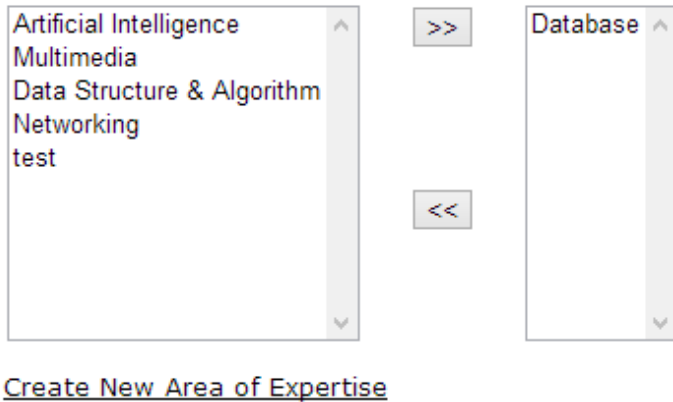 Artificial Intelligence
Multimedia
Data Structure & Algorithm
Networking
test
>>
<<
Database
Create New Area of Expertise